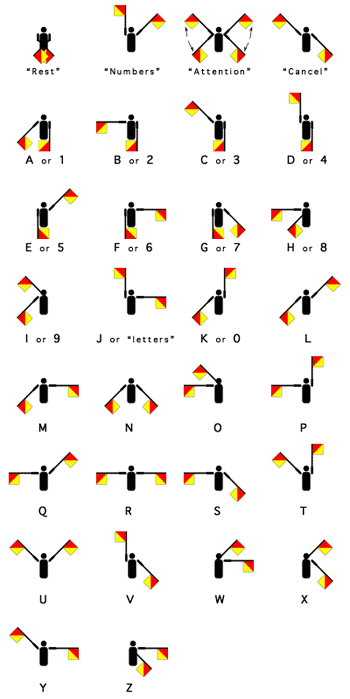 "Rest" "Numbers" "Attention" "Cancel"
A or 1 B or 2 C or 3 D or 4
E or 5 F or 6 G or 7 H or 8
I or 9 J or "letters" K or 0 L
M N O P
Q R S T
U V W X
Y Z